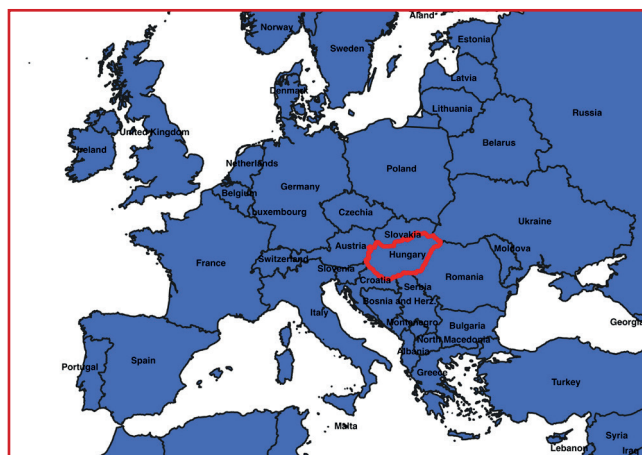 Aland
Norway
Sweden
Estonia
Latvia
Denmark
Lithuania
Russia
United Kingdom
Ireland
Belarus
Netherlands
Poland
Belgium
Germany
Luxembourg
Czechia
Ukraine
Slovakia
Austria
Moldova
Hungary
France
Switzerland
Slovenia
Romania
Croatia
Serbia
Bosnia and Herz.
Italy
Montenegro
Bulgaria
Georgia
North Macedonia
Albania
Portugal
Spain
Greece
Turkey
Malta
Syria
Lebanon
Iraq